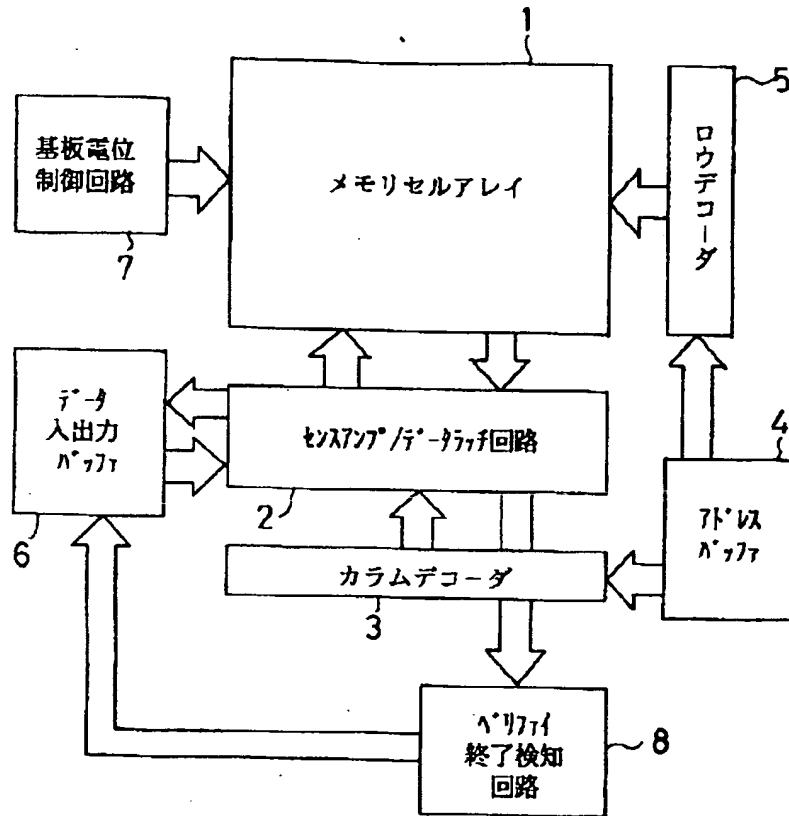 1
基板電位
制御回路
7
メモリセルアレイ
5
ロウデコーダ
データ
入出力
バッファ
6
センスアンプ/データラッチ回路
2
4
アドレス
バッファ
カラムデコーダ
3
ベリファイ
終了検知
回路
8